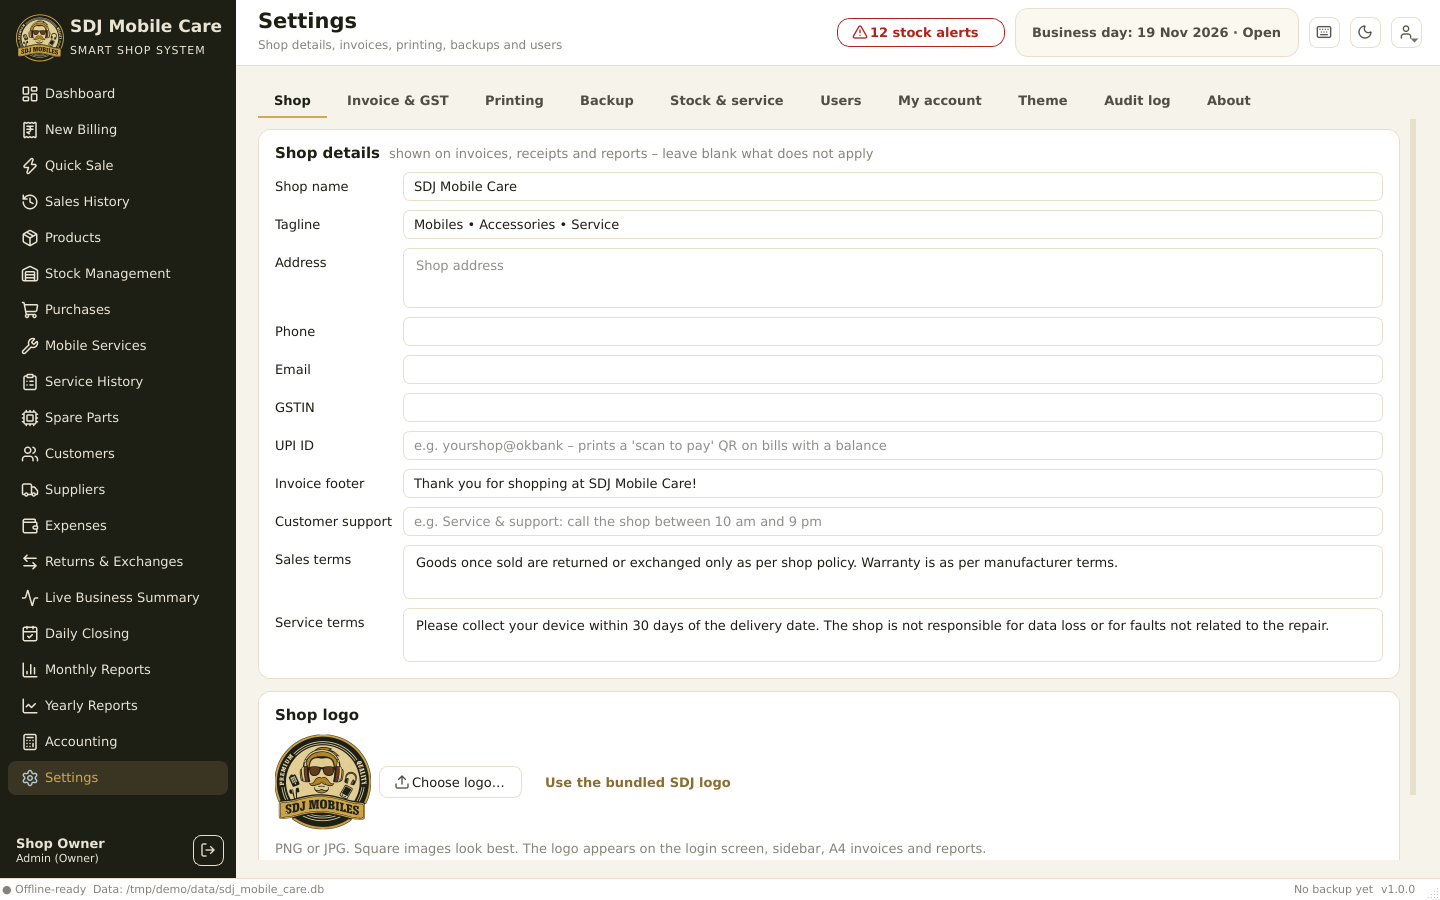 SDJ Mobile Care
SMART SHOP SYSTEM
Dashboard
New Billing
Quick Sale
Sales History
Products
Stock Management
Purchases
Mobile Services
Service History
Spare Parts
Customers
Suppliers
Expenses
Returns & Exchanges
Live Business Summary
Daily Closing
Monthly Reports
Yearly Reports
Accounting
Settings
Shop Owner
Admin (Owner)
Settings
Shop details, invoices, printing, backups and users
12 stock alerts
Business day: 19 Nov 2026 · Open
Shop Invoice & GST Printing Backup Stock & service Users My account Theme Audit log About
Shop details shown on invoices, receipts and reports – leave blank what does not apply
Shop name SDJ Mobile Care
Tagline Mobiles • Accessories • Service
Address Shop address
Phone
Email
GSTIN
UPI ID e.g. yourshop@okbank – prints a 'scan to pay' QR on bills with a balance
Invoice footer Thank you for shopping at SDJ Mobile Care!
Customer support e.g. Service & support: call the shop between 10 am and 9 pm
Sales terms Goods once sold are returned or exchanged only as per shop policy. Warranty is as per manufacturer terms.
Service terms Please collect your device within 30 days of the delivery date. The shop is not responsible for data loss or for faults not related to the repair.
Shop logo
PREMIUM QUALITY
SDJ MOBILES
Choose logo...
Use the bundled SDJ logo
PNG or JPG. Square images look best. The logo appears on the login screen, sidebar, A4 invoices and reports.
Offline-ready Data: /tmp/demo/data/sdj_mobile_care.db
No backup yet v1.0.0